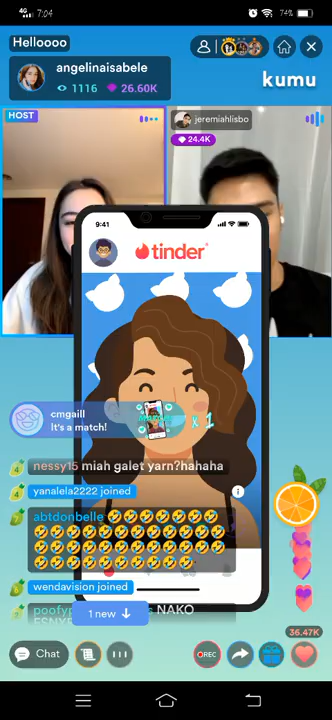 7:04
74%
Helloooo
angelinaisabele
1116
26.60K
kumu
HOST
jeremiahlisbo
24.4K
9:41
tinder
cmgaill
It's a match!
x 1
nessy15 miah galet yarn?hahaha
yanalela2222 joined
abtdonbelle
wendavision joined
1 new
NAKO
36.47K
Chat
REC